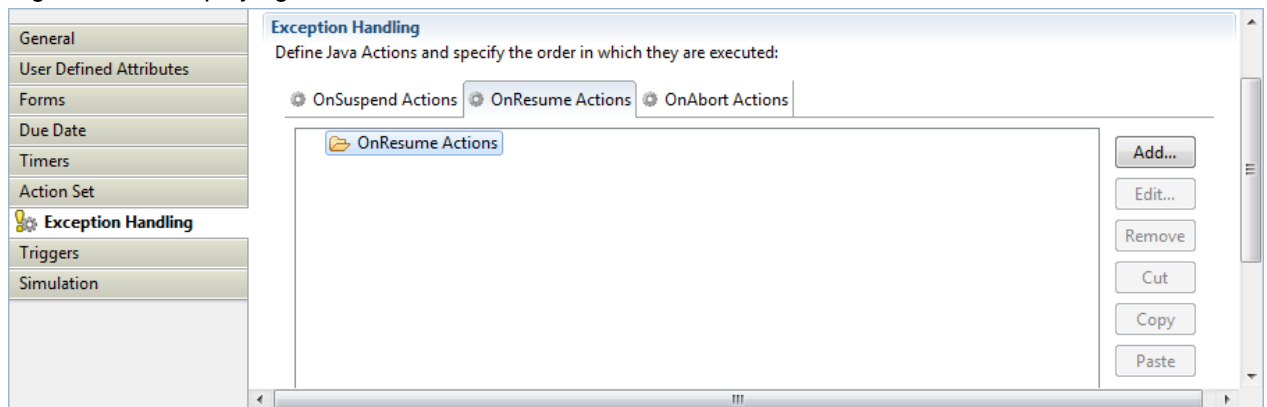 General
User Defined Attributes
Forms
Due Date
Timers
Action Set
Exception Handling
Triggers
Simulation
Exception Handling
Define Java Actions and specify the order in which they are executed:
OnSuspend Actions OnResume Actions OnAbort Actions
OnResume Actions
Add...
Edit...
Remove
Cut
Copy
Paste